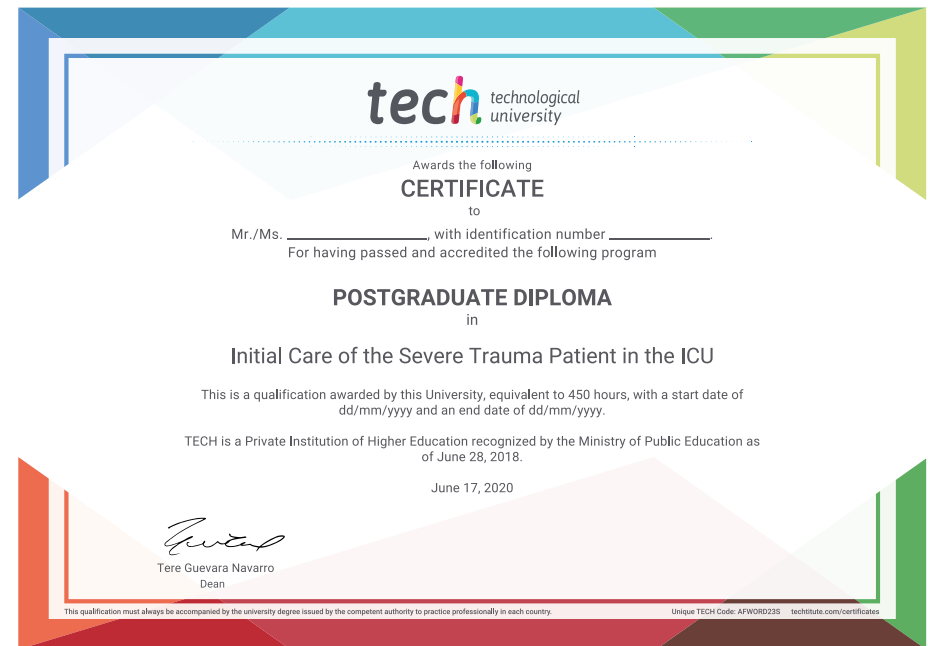 tech technological
university
Awards the following
CERTIFICATE
to
Mr./Ms. ____________________, with identification number ______________.
For having passed and accredited the following program
POSTGRADUATE DIPLOMA
in
Initial Care of the Severe Trauma Patient in the ICU
This is a qualification awarded by this University, equivalent to 450 hours, with a start date of
dd/mm/yyyy and an end date of dd/mm/yyyy.
TECH is a Private Institution of Higher Education recognized by the Ministry of Public Education as
of June 28, 2018.
June 17, 2020
Tere Guevara Navarro
Dean
This qualification must always be accompanied by the university degree issued by the competent authority to practice professionally in each country.
Unique TECH Code: AFWORD23S techtitute.com/certificates